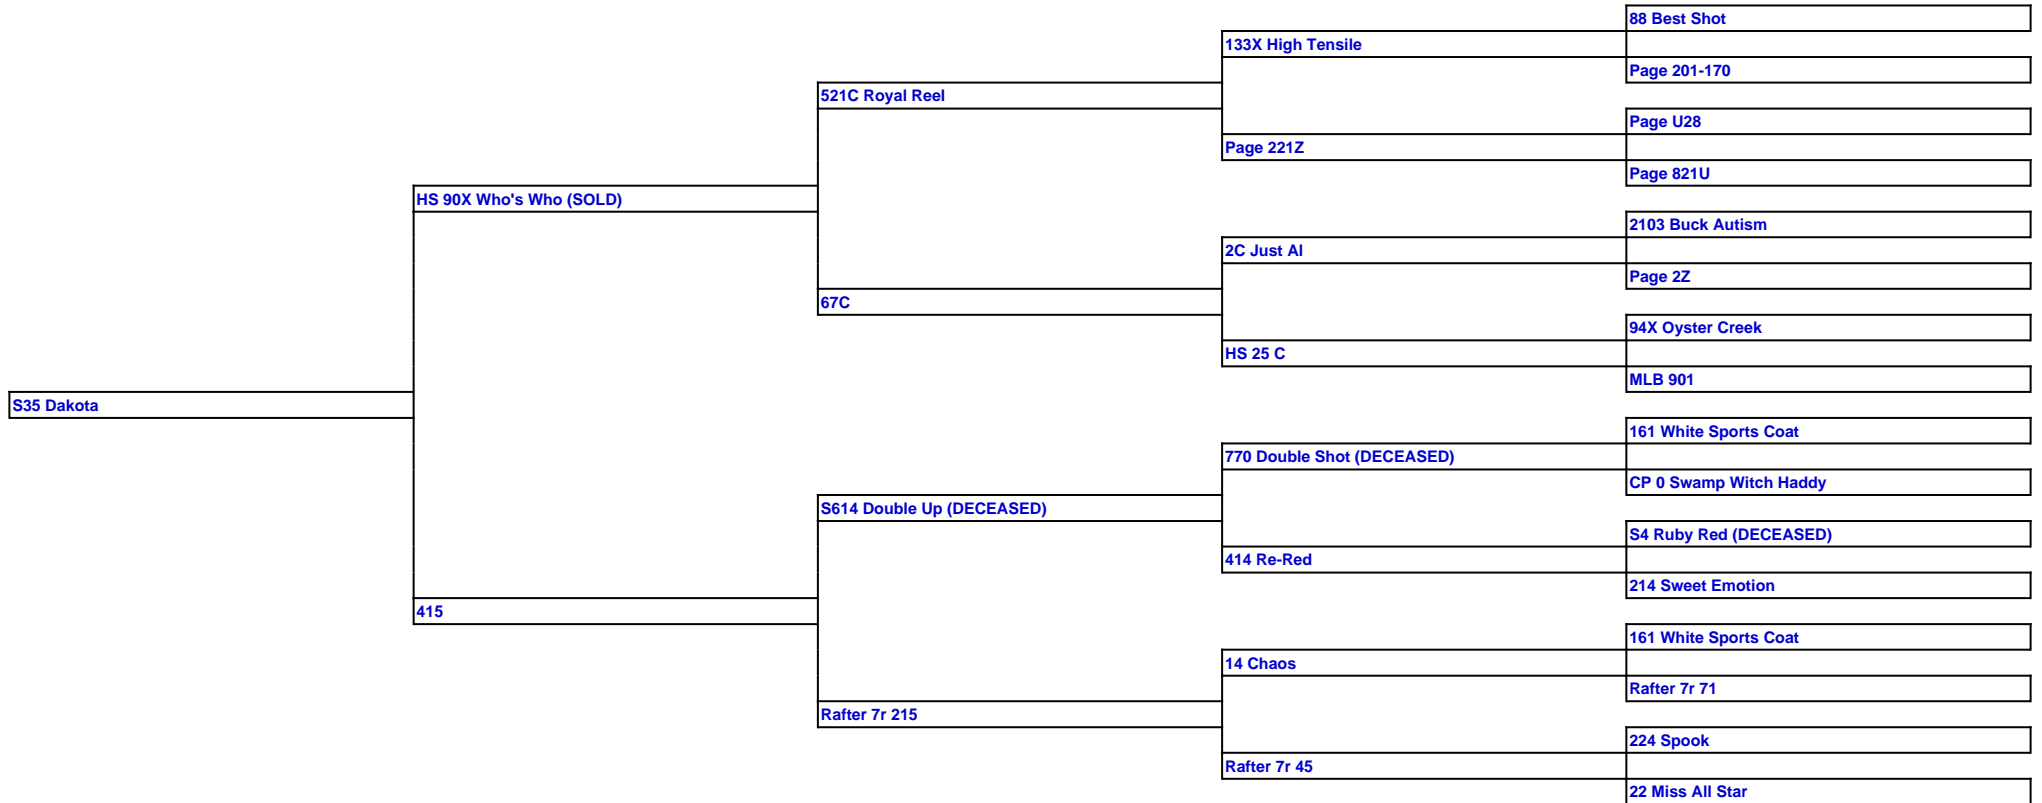 88 Best Shot
133X High Tensile
Page 201-170
521C Royal Reel
Page U28
Page 221Z
Page 821U
HS 90X Who's Who (SOLD)
2103 Buck Autism
2C Just AI
Page 2Z
67C
94X Oyster Creek
HS 25 C
MLB 901
S35 Dakota
161 White Sports Coat
770 Double Shot (DECEASED)
CP 0 Swamp Witch Haddy
S614 Double Up (DECEASED)
S4 Ruby Red (DECEASED)
414 Re-Red
214 Sweet Emotion
415
161 White Sports Coat
14 Chaos
Rafter 7r 71
Rafter 7r 215
224 Spook
Rafter 7r 45
22 Miss All Star